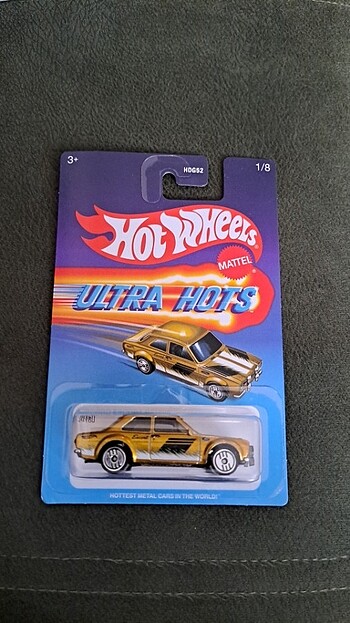 3+
HDG52
1/8
Hot Wheels
MATTEL
ULTRA HOTS
HOTTEST METAL CARS IN THE WORLD!